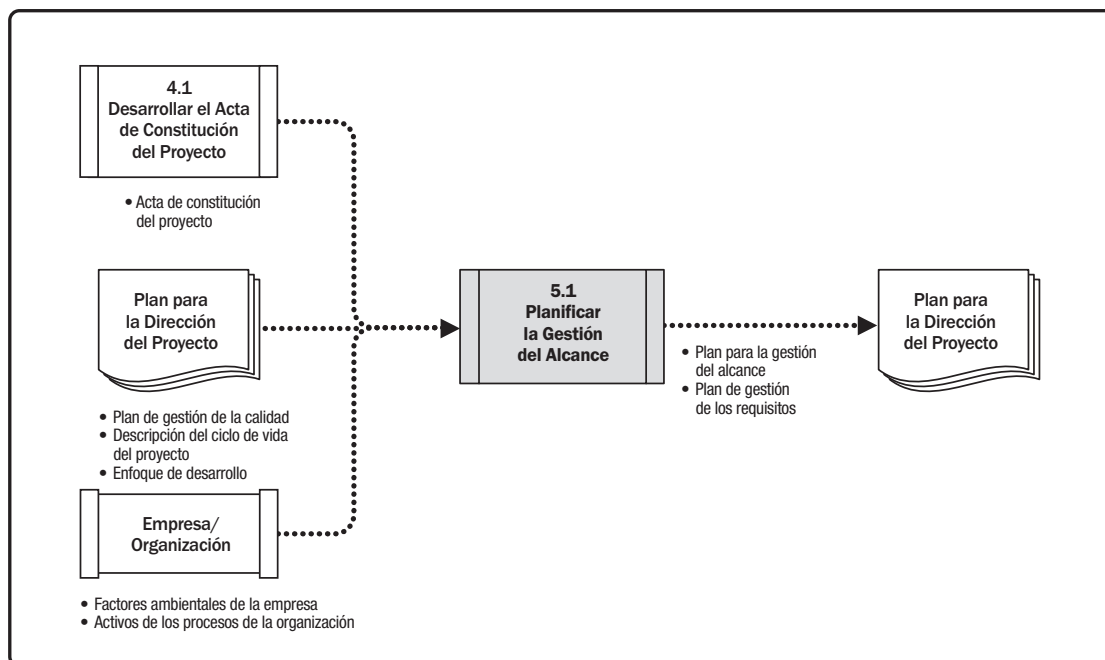 4.1
Desarrollar el Acta
de Constitución
del Proyecto
• Acta de constitución
del proyecto
Plan para
la Dirección
del Proyecto
• Plan de gestión de la calidad
• Descripción del ciclo de vida
del proyecto
• Enfoque de desarrollo
Empresa/
Organización
• Factores ambientales de la empresa
• Activos de los procesos de la organización
5.1
Planificar
la Gestión
del Alcance
• Plan para la gestión
del alcance
• Plan de gestión
de los requisitos
Plan para
la Dirección
del Proyecto